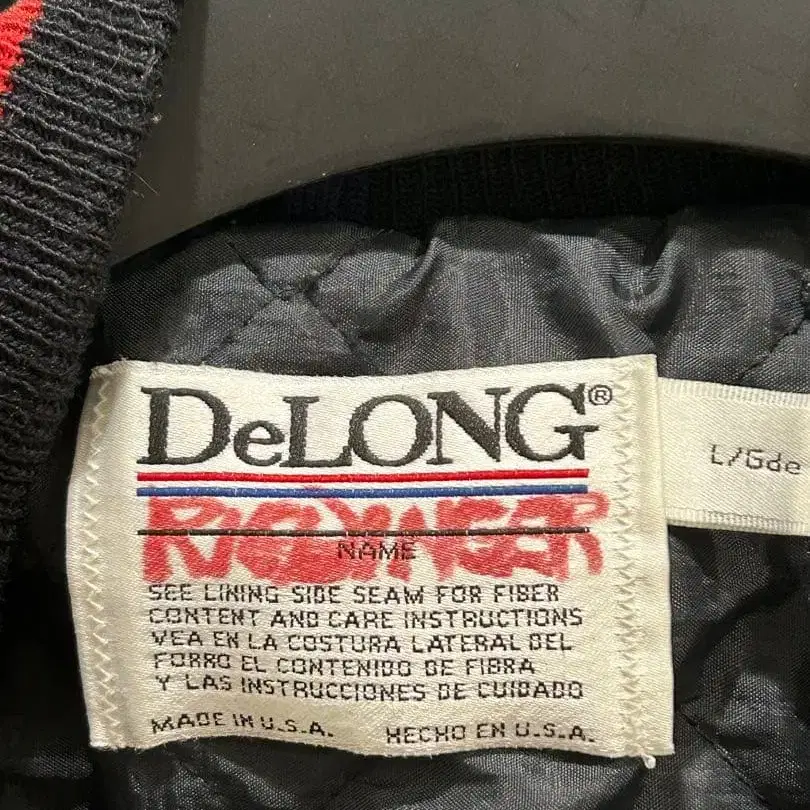 DeLONG®
NAME
SEE LINING SIDE SEAM FOR FIBER
CONTENT AND CARE INSTRUCTIONS
VEA EN LA COSTURA LATERAL DEL
FORRO EL CONTENIDO DE FIBRA
Y LAS INSTRUCCIONES DE CUIDADO
MADE IN U.S.A. HECHO EN U.S.A.
L/Gde